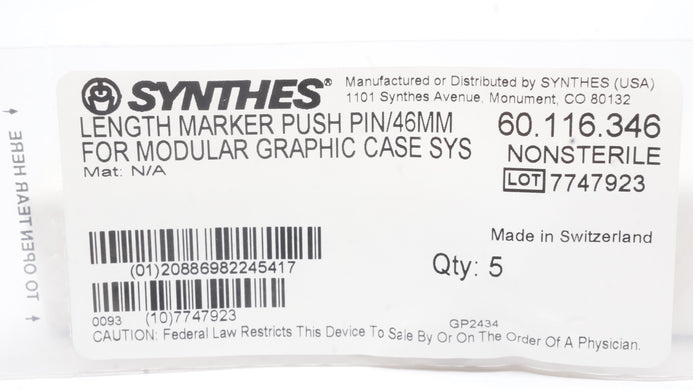 SYNTHES®
Manufactured or Distributed by SYNTHES (USA)
1101 Synthes Avenue, Monument, CO 80132
LENGTH MARKER PUSH PIN/46MM
FOR MODULAR GRAPHIC CASE SYS
Mat: N/A
60.116.346
NONSTERILE
LOT 7747923
Made in Switzerland
(01)20886982245417
Qty: 5
0093 (10)7747923
GP2434
CAUTION: Federal Law Restricts This Device To Sale By Or On The Order Of A Physician.
TO OPEN TEAR HERE